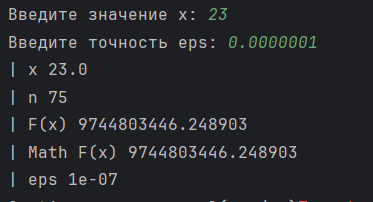 Введите значение x: 23
Введите точность eps: 0.0000001
| x 23.0
| n 75
| F(x) 9744803446.248903
| Math F(x) 9744803446.248903
| eps 1e-07